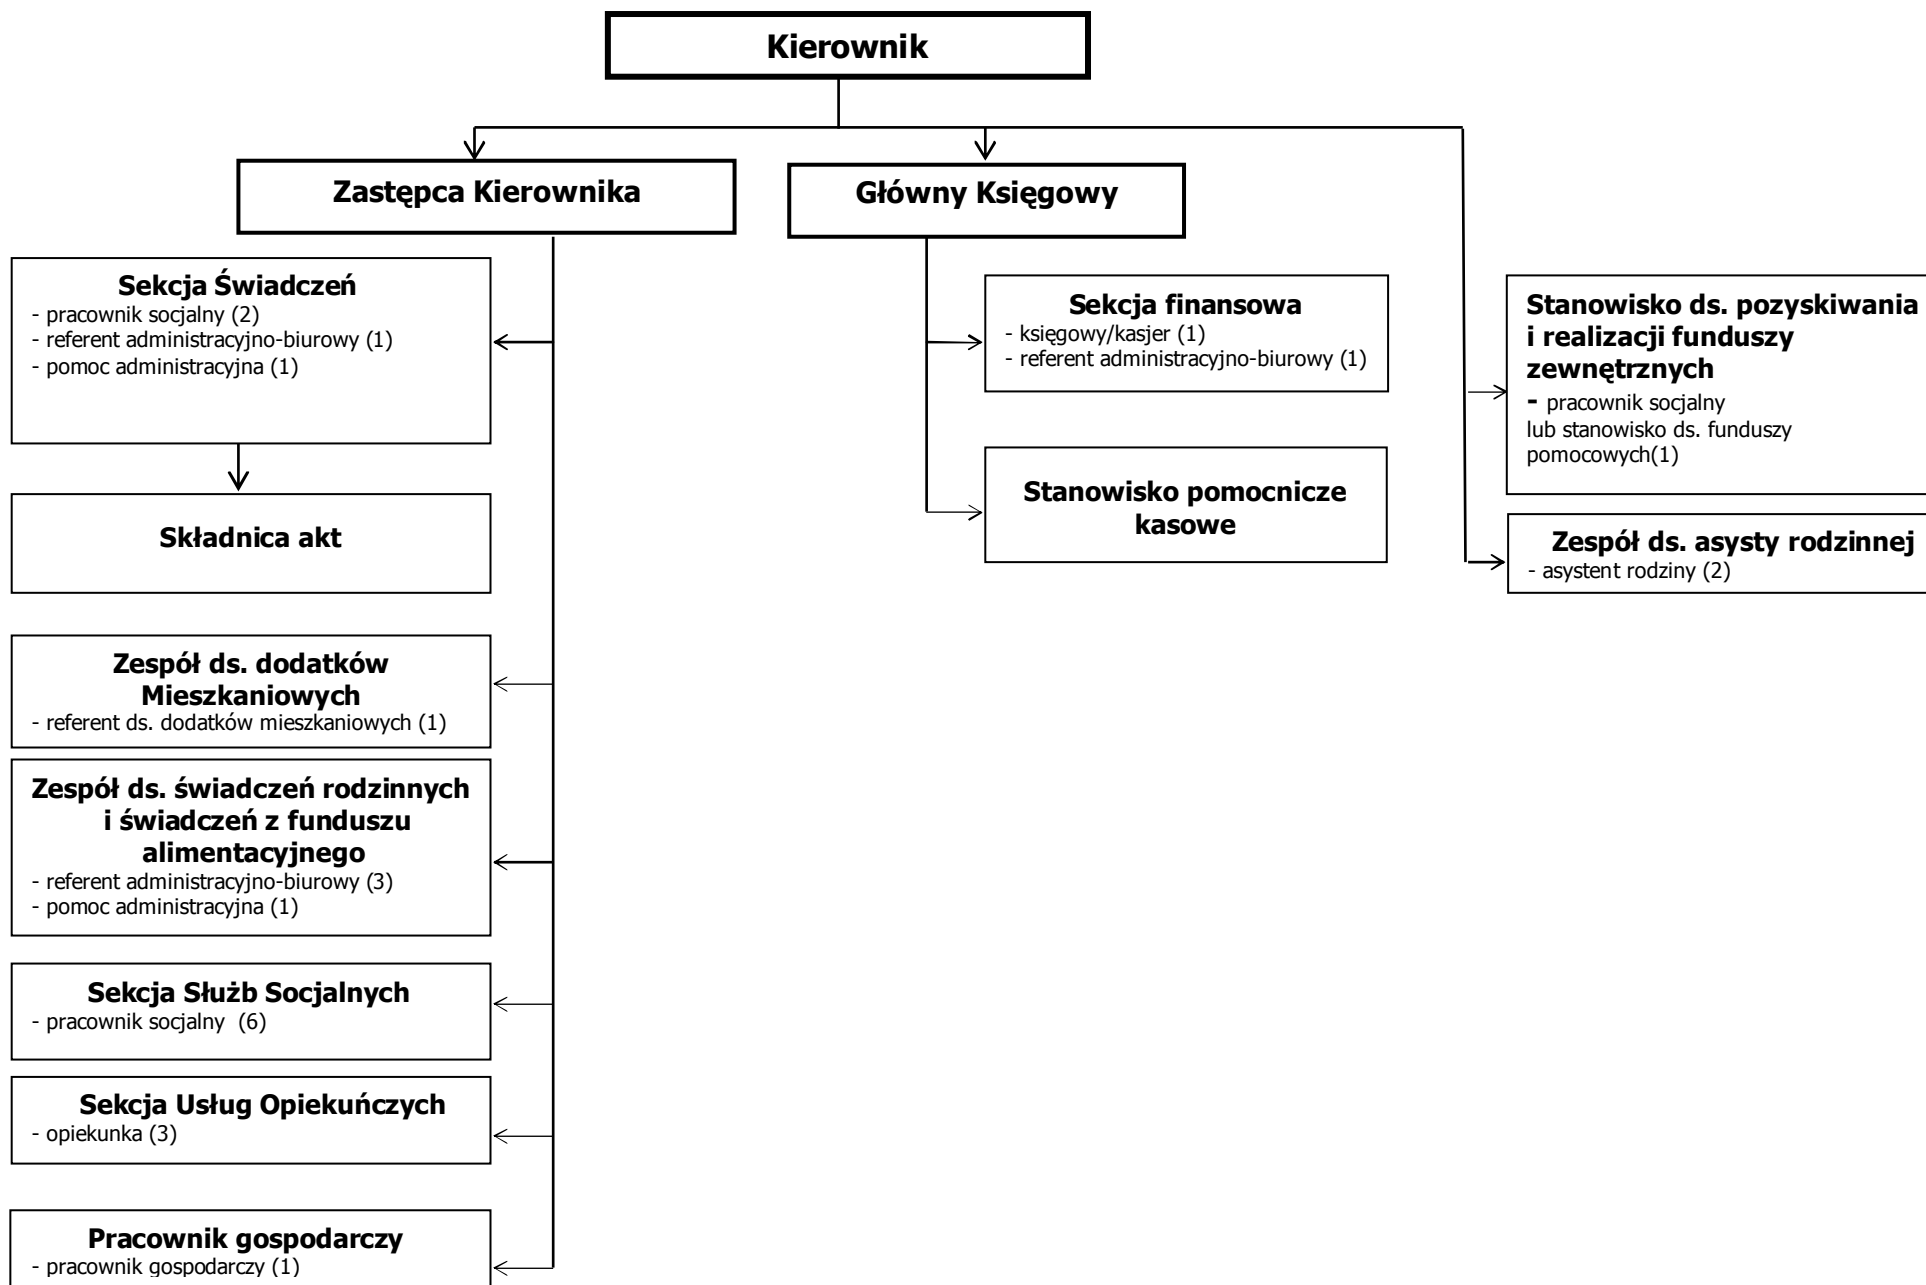 Kierownik
Zastępca Kierownika
Główny Księgowy
Sekcja Świadczeń
- pracownik socjalny (2)
- referent administracyjno-biurowy (1)
- pomoc administracyjna (1)
Składnica akt
Zespół ds. dodatków
Mieszkaniowych
- referent ds. dodatków mieszkaniowych (1)
Zespół ds. świadczeń rodzinnych
i świadczeń z funduszu
alimentacyjnego
- referent administracyjno-biurowy (3)
- pomoc administracyjna (1)
Sekcja Służb Socjalnych
- pracownik socjalny (6)
Sekcja Usług Opiekuńczych
- opiekunka (3)
Pracownik gospodarczy
- pracownik gospodarczy (1)
Sekcja finansowa
- księgowy/kasjer (1)
- referent administracyjno-biurowy (1)
Stanowisko pomocnicze
kasowe
Stanowisko ds. pozyskiwania
i realizacji funduszy
zewnętrznych
- pracownik socjalny
lub stanowisko ds. funduszy
pomocowych(1)
Zespół ds. asysty rodzinnej
- asystent rodziny (2)